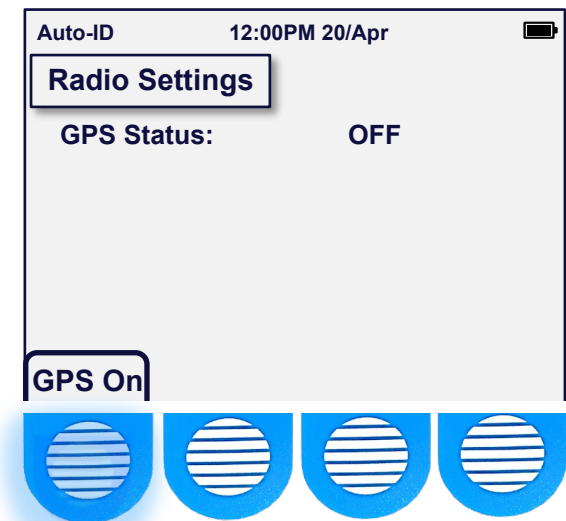 Auto-ID 12:00PM 20/Apr
Radio Settings
GPS Status: OFF
GPS On